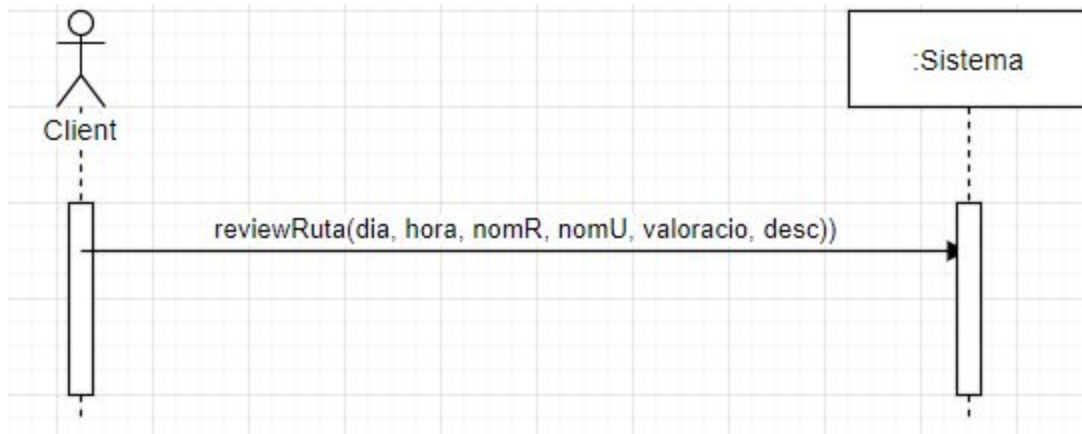 :Sistema
Client
reviewRuta(dia, hora, nomR, nomU, valoracio, desc))